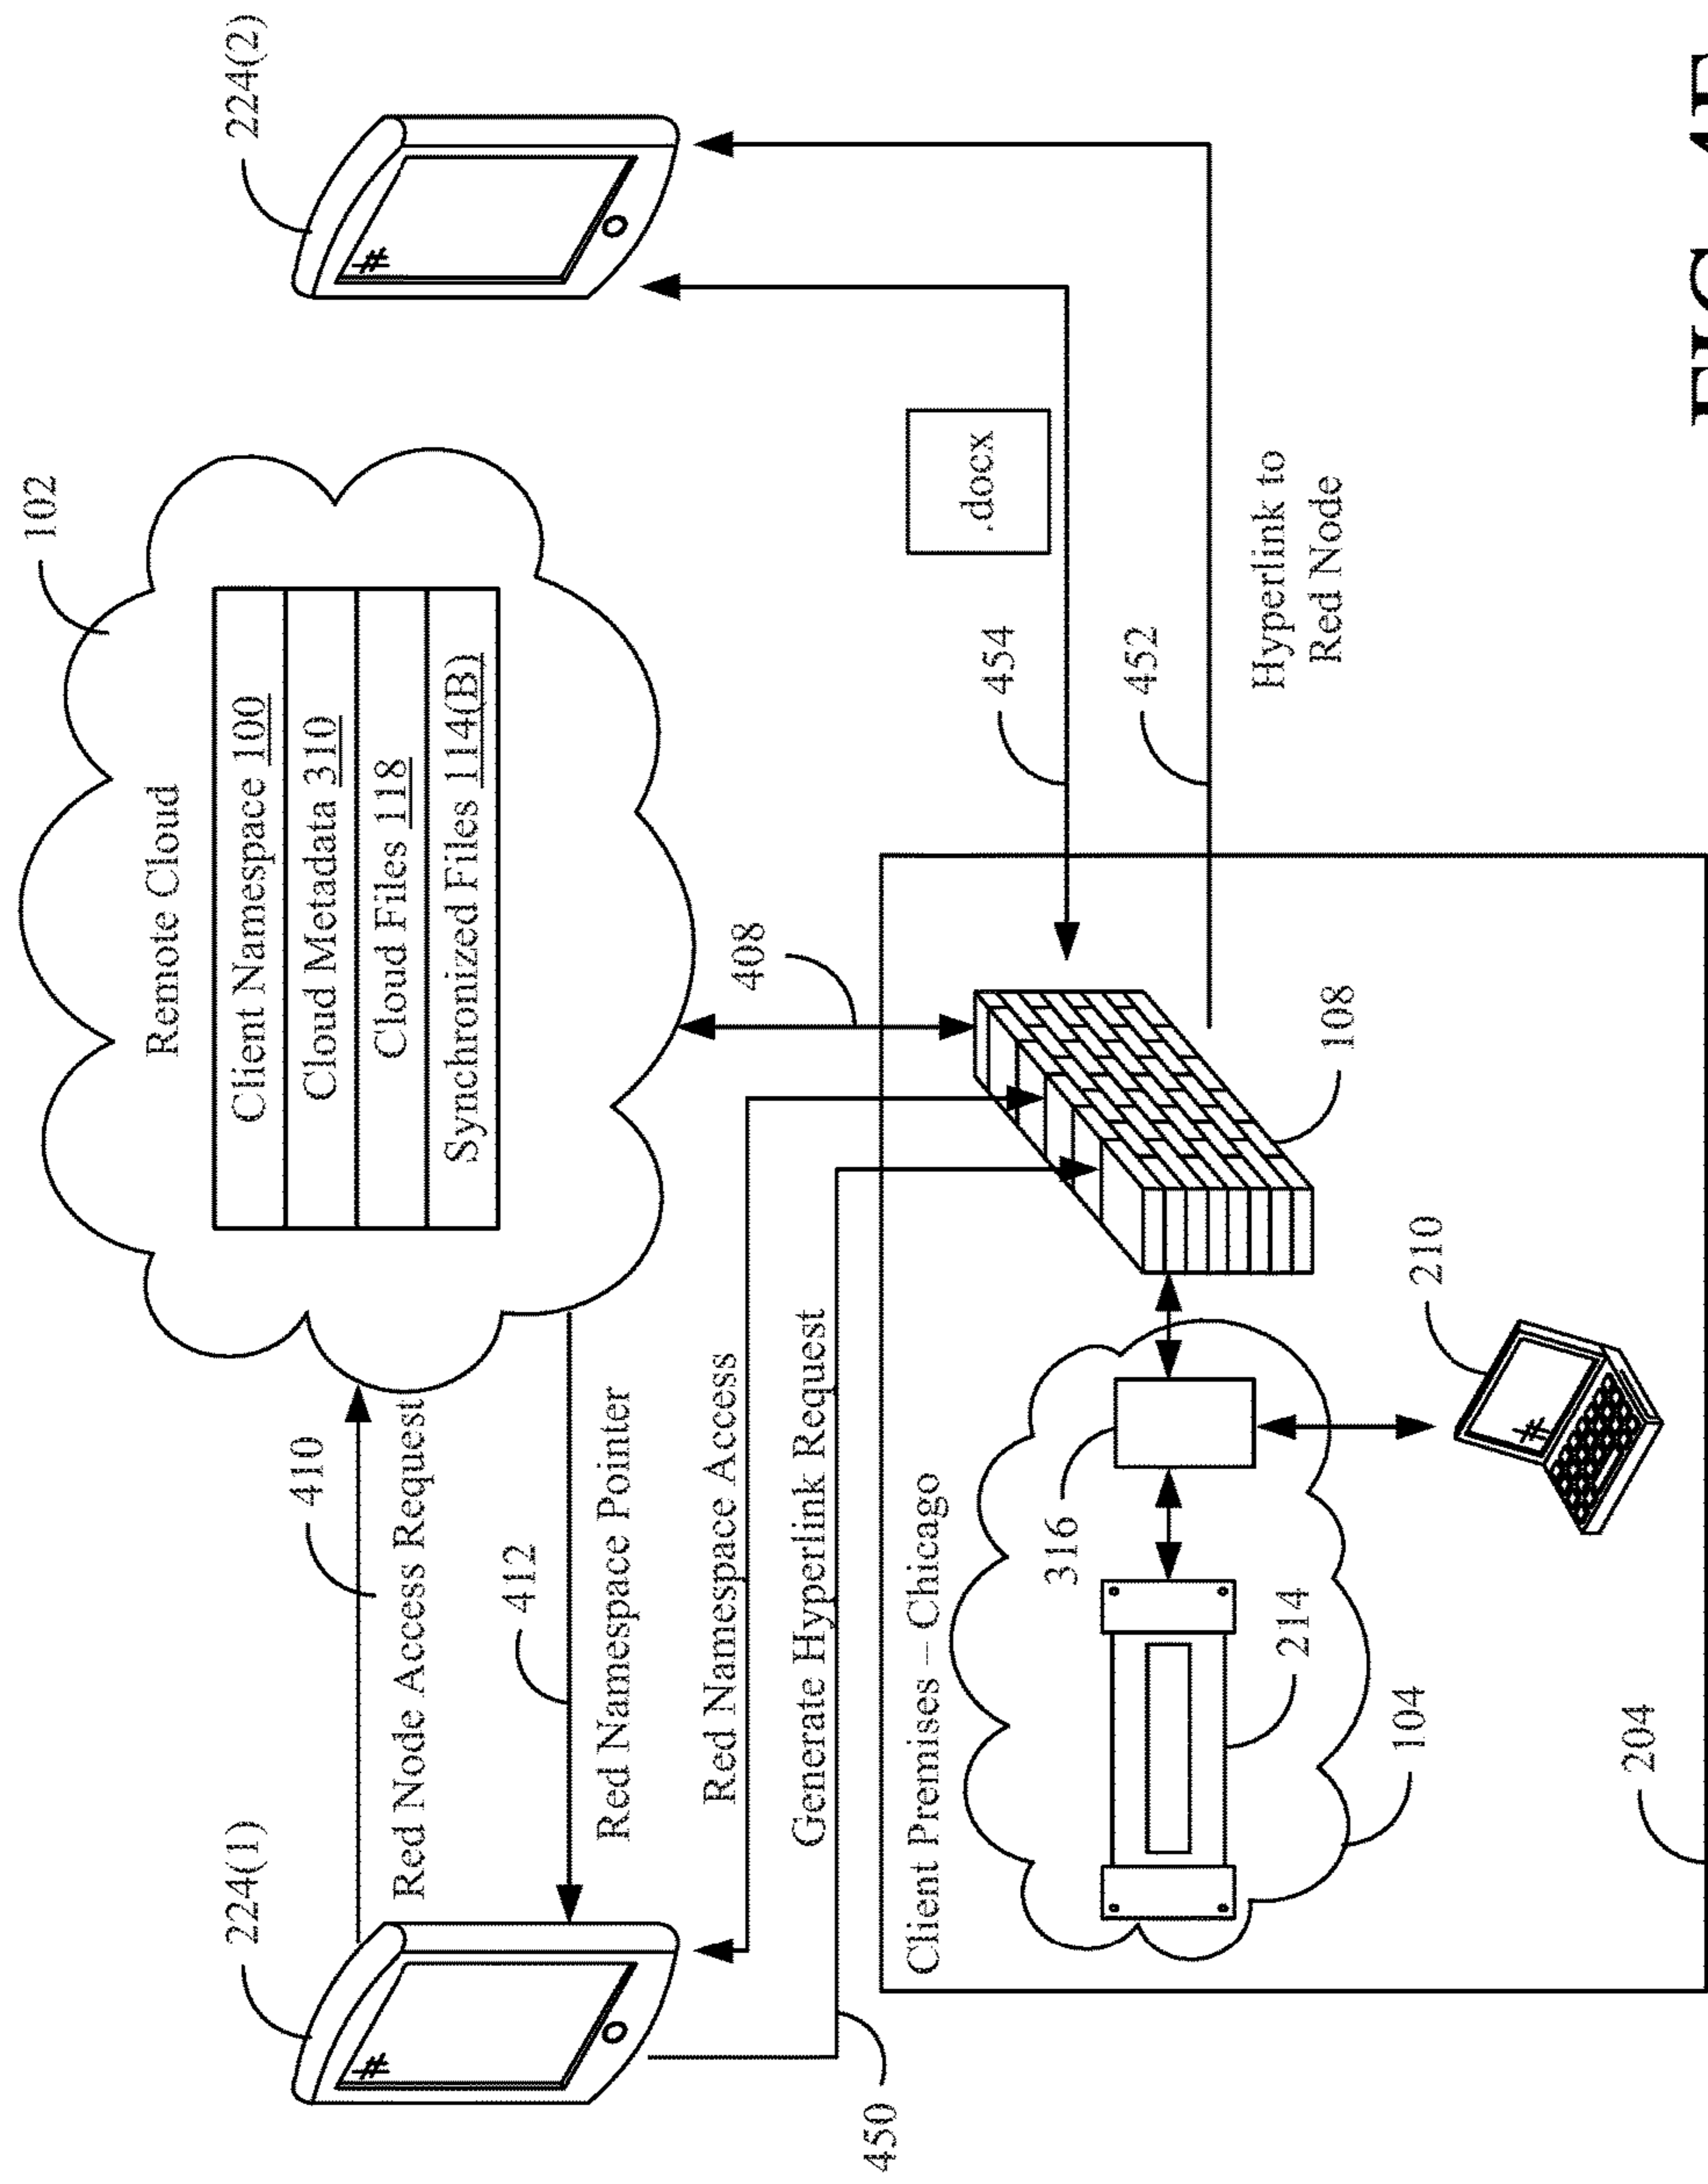 102
224(1)
224(2)
Remote Cloud
410
Client Namespace 100
Cloud Metadata 310
Cloud Files 118
Synchronized Files 114(B)
Red Node Access Request
412
Red Namespace Pointer
408
Red Namespace Access
Generate Hyperlink Request
450
.docx
454
452
Hyperlink to
Red Node
Client Premises – Chicago
316
214
104
108
210
204